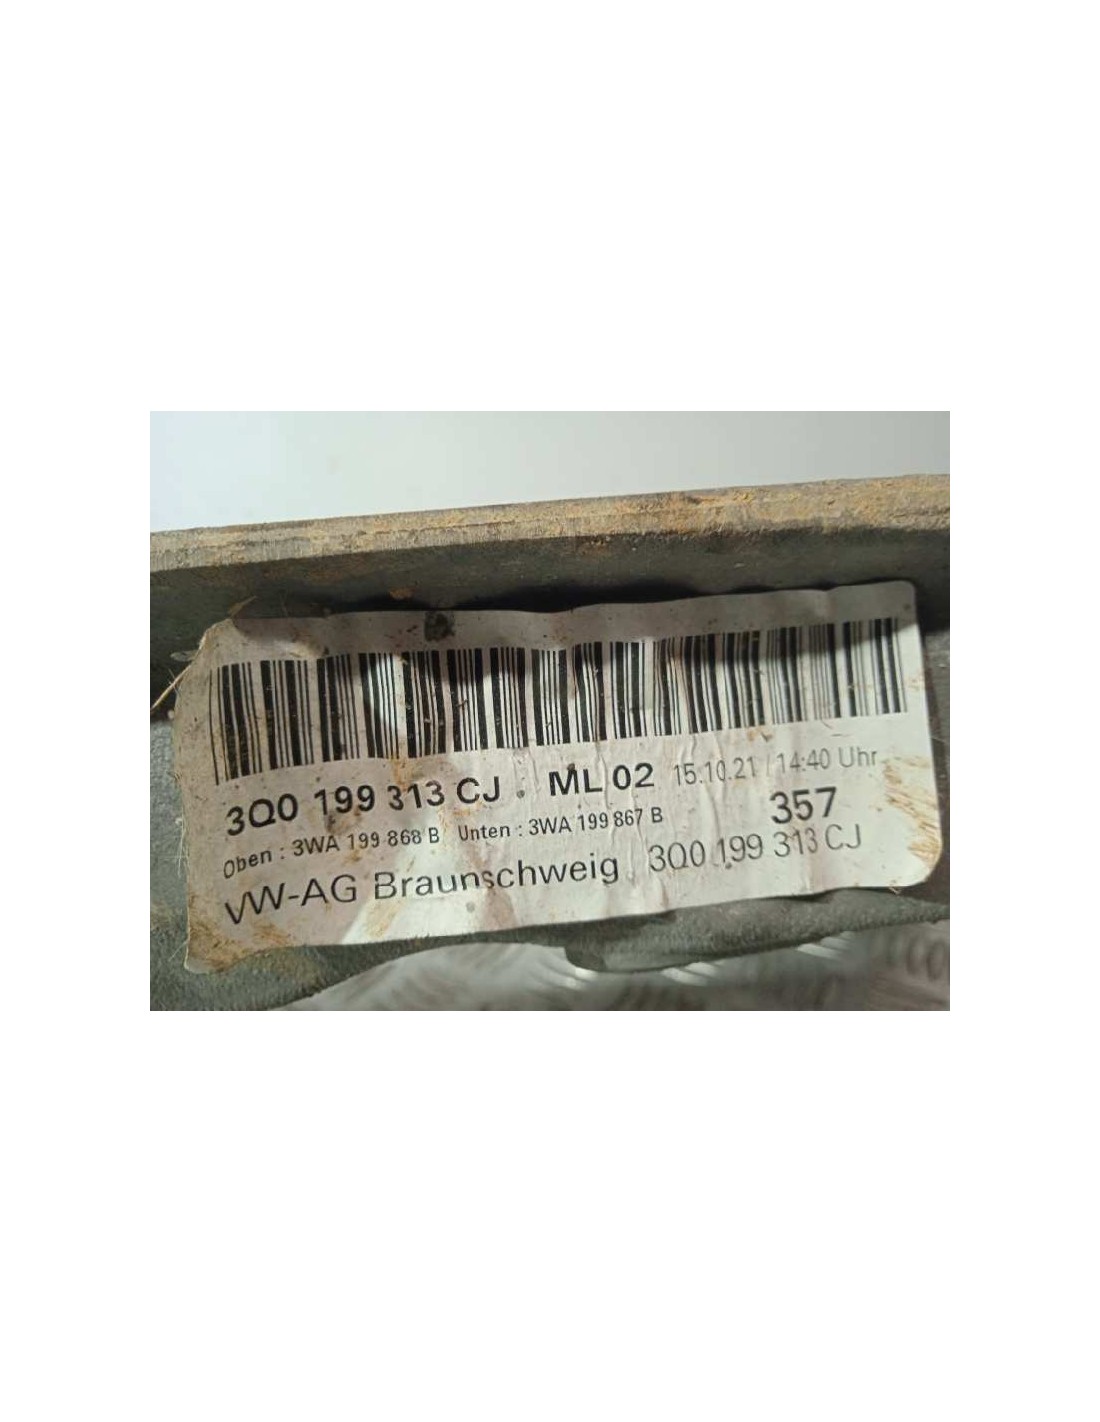 3Q0 199 313 CJ . ML 02 15.10.21 / 14:40 Uhr
Oben : 3WA 199 868 B Unten : 3WA 199 867 B 357
VW-AG Braunschweig 3Q0 199 313 CJ